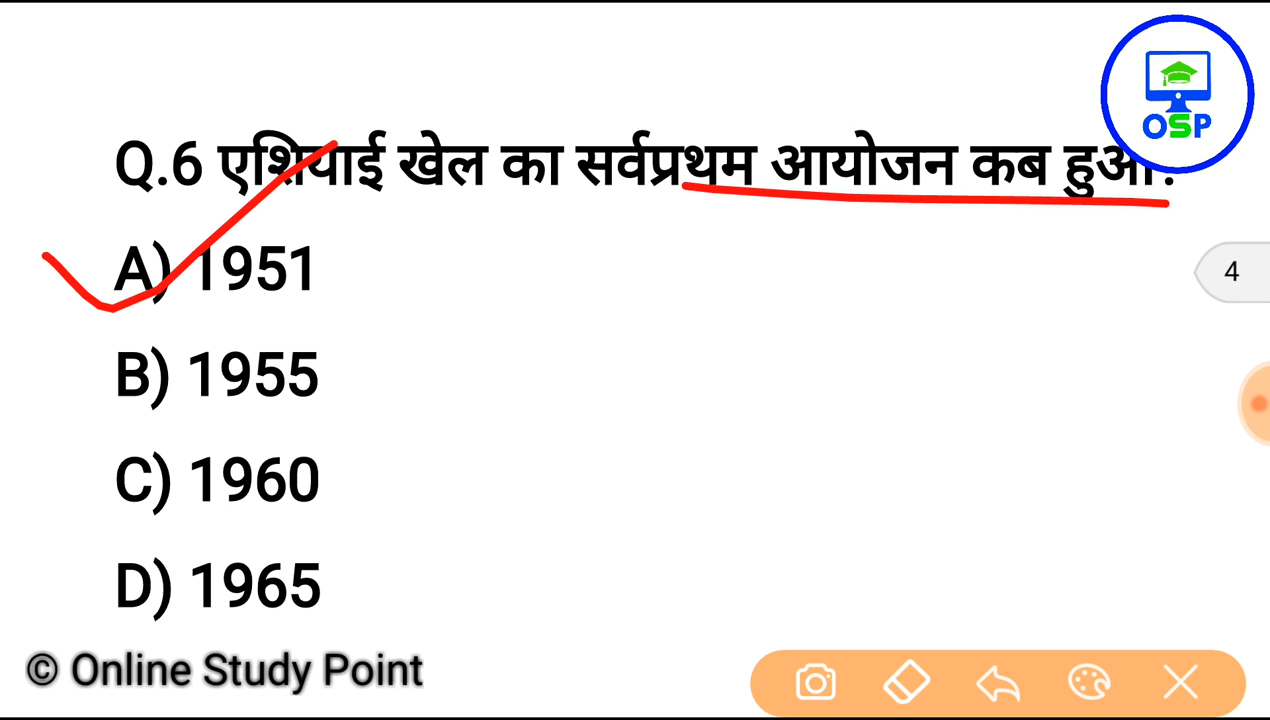 OSP
Q.6 एशियाई खेल का सर्वप्रथम आयोजन कब हुआ?
A) 1951
4
B) 1955
C) 1960
D) 1965
© Online Study Point